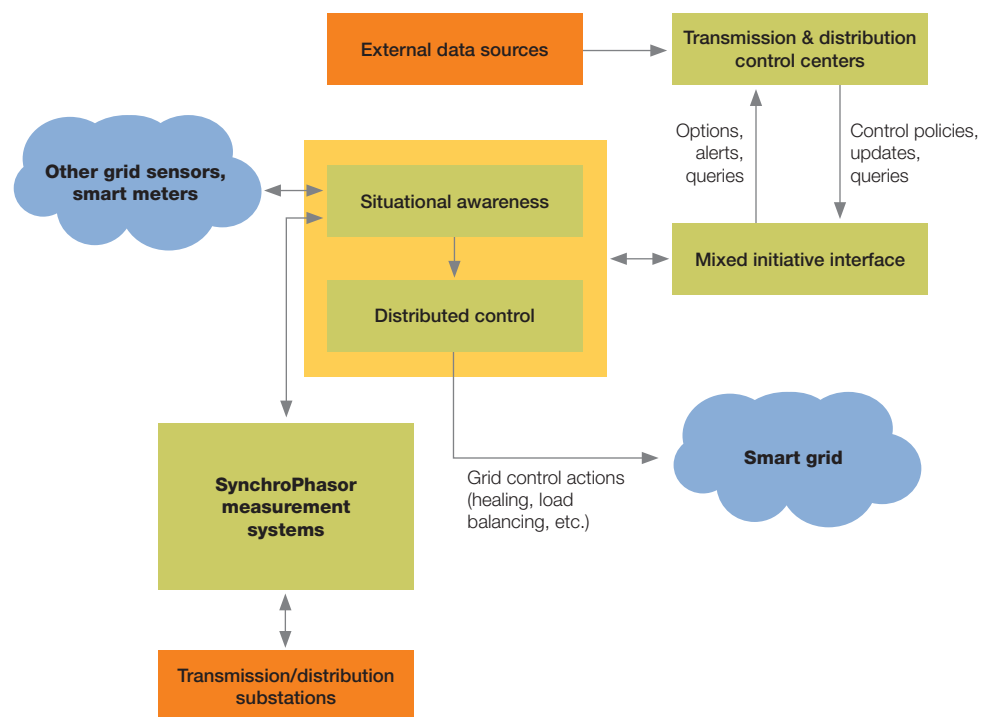 External data sources
Transmission & distribution
control centers
Options,
alerts,
queries
Control policies,
updates,
queries
Other grid sensors,
smart meters
Situational awareness
Mixed initiative interface
Distributed control
SynchroPhasor
measurement
systems
Grid control actions
(healing, load
balancing, etc.)
Smart grid
Transmission/distribution
substations